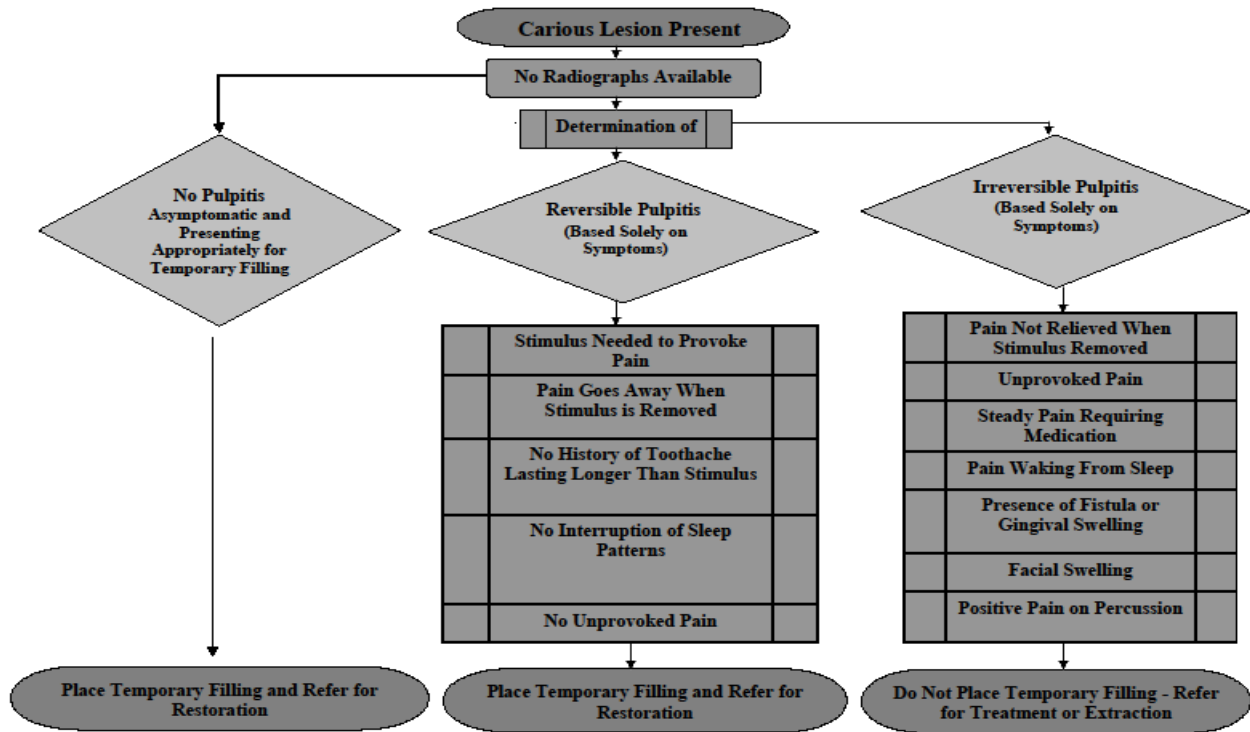 Carious Lesion Present
No Radiographs Available
Determination of
No Pulpitis
Asymptomatic and
Presenting
Appropriately for
Temporary Filling
Reversible Pulpitis
(Based Solely on
Symptoms)
Irreversible Pulpitis
(Based Solely on
Symptoms)
Stimulus Needed to Provoke
Pain
Pain Goes Away When
Stimulus is Removed
No History of Toothache
Lasting Longer Than Stimulus
No Interruption of Sleep
Patterns
No Unprovoked Pain
Pain Not Relieved When
Stimulus Removed
Unprovoked Pain
Steady Pain Requiring
Medication
Pain Waking From Sleep
Presence of Fistula or
Gingival Swelling
Facial Swelling
Positive Pain on Percussion
Place Temporary Filling and Refer for
Restoration
Place Temporary Filling and Refer for
Restoration
Do Not Place Temporary Filling - Refer
for Treatment or Extraction